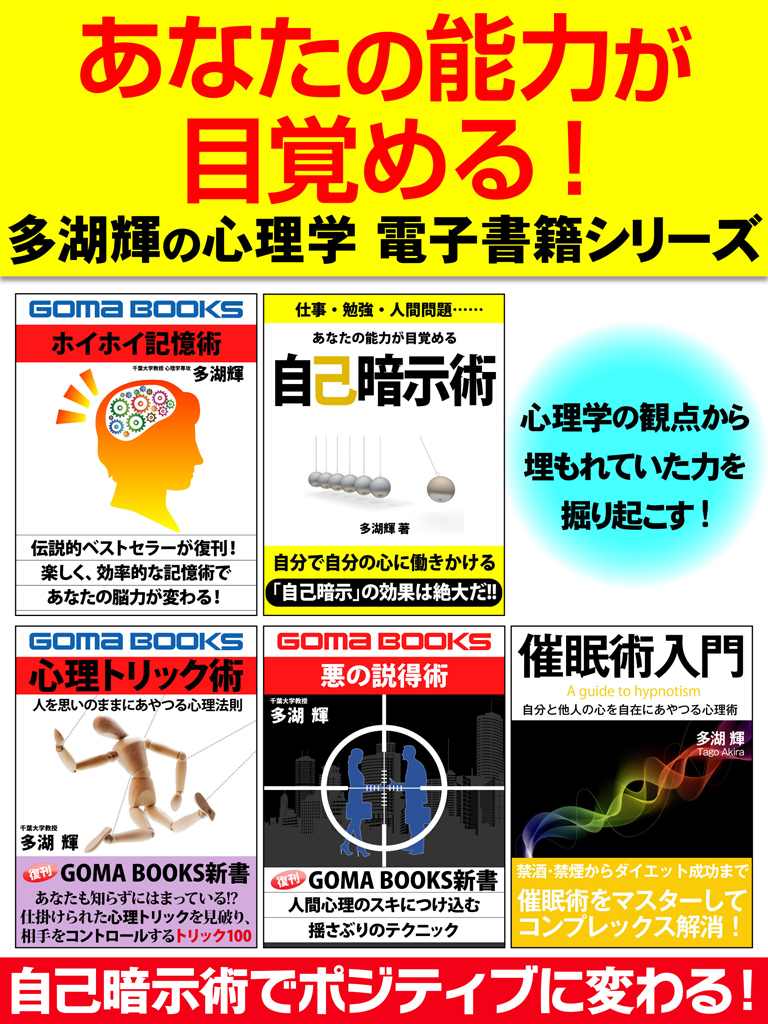 あなたの能力が
目覚める！
多湖輝の心理学 電子書籍シリーズ
GOMA BOOKS
ホイホイ記憶術
千葉大学教授 心理学専攻 多湖輝
伝説的ベストセラーが復刊！
楽しく、効率的な記憶術で
あなたの脳力が変わる！
仕事・勉強・人間問題……
あなたの能力が目覚める
自己暗示術
多湖輝 著
自分で自分の心に働きかける
「自己暗示」の効果は絶大だ!!
心理学の観点から
埋もれていた力を
掘り起こす！
GOMA BOOKS
心理トリック術
人を思いのままにあやつる心理法則
千葉大学教授
多湖 輝
復刊 GOMA BOOKS新書
あなたも知らずにはまっている!?
仕掛けられた心理トリックを見破り、
相手をコントロールするトリック100
GOMA BOOKS
悪の説得術
千葉大学教授
多湖 輝
復刊 GOMA BOOKS新書
人間心理のスキにつけ込む
揺さぶりのテクニック
催眠術入門
A guide to hypnotism
自分と他人の心を自在にあやつる心理術
多湖 輝
Tago Akira
禁酒・禁煙からダイエット成功まで
催眠術をマスターして
コンプレックス解消！
自己暗示術でポジティブに変わる！